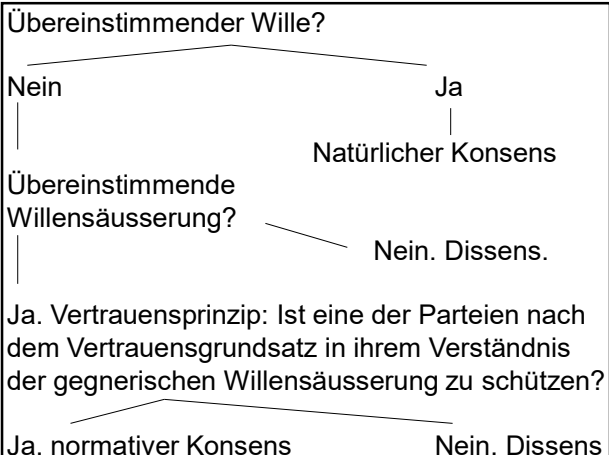 Übereinstimmender Wille?
Nein
Ja
Natürlicher Konsens
Übereinstimmende
Willensäusserung?
Nein. Dissens.
Ja. Vertrauensprinzip: Ist eine der Parteien nach
dem Vertrauensgrundsatz in ihrem Verständnis
der gegnerischen Willensäusserung zu schützen?
Ja. normativer Konsens
Nein. Dissens